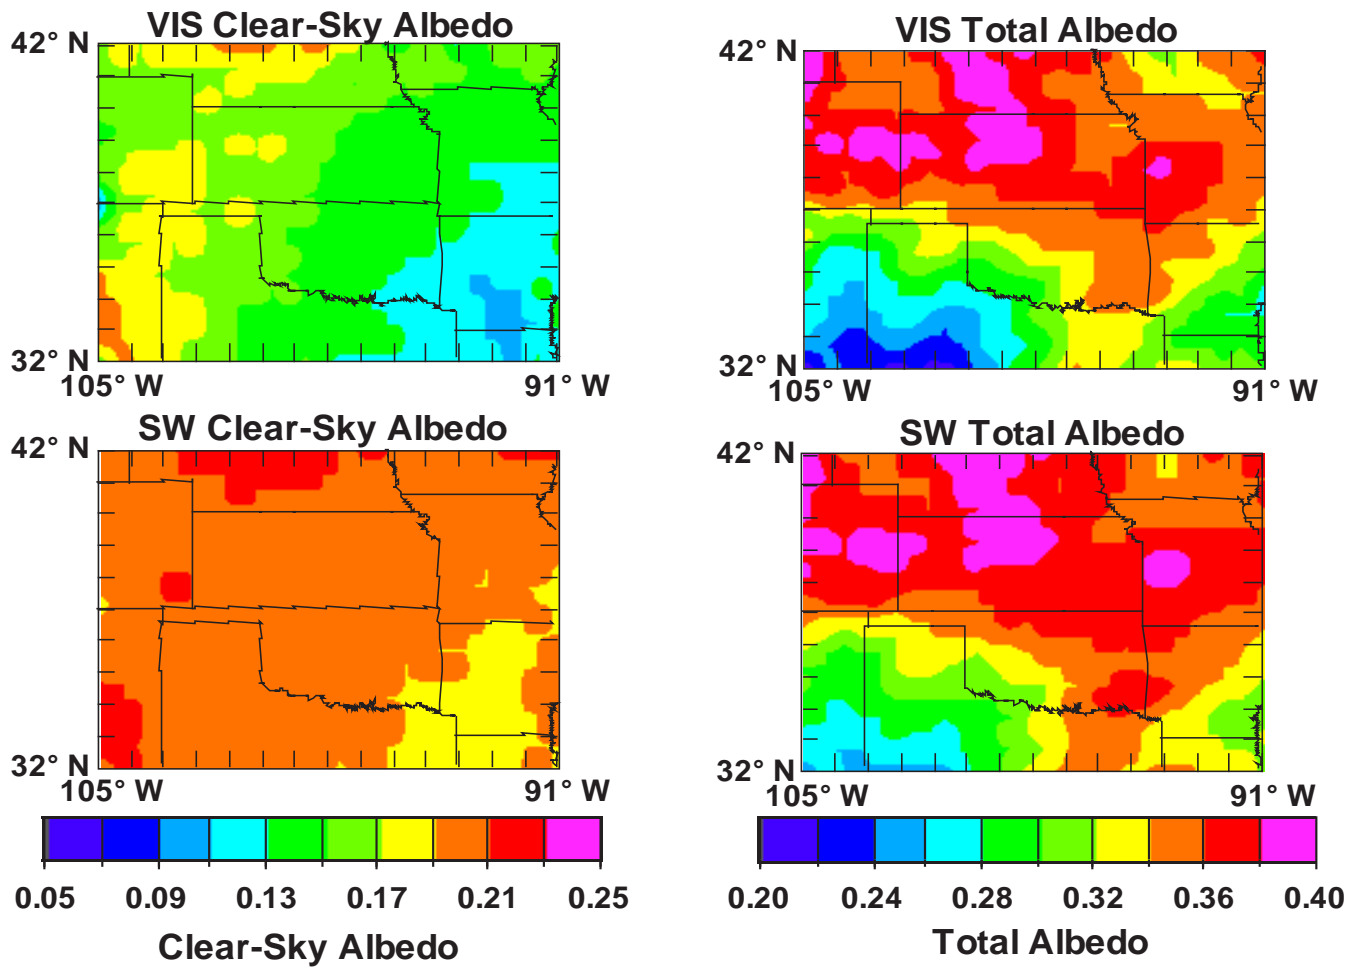 VIS Clear-Sky Albedo
VIS Total Albedo
42° N
42° N
32° N
32° N
105° W
91° W
105° W
91° W
SW Clear-Sky Albedo
SW Total Albedo
42° N
42° N
32° N
32° N
105° W
91° W
105° W
91° W
0.05 0.09 0.13 0.17 0.21 0.25
0.20 0.24 0.28 0.32 0.36 0.40
Clear-Sky Albedo
Total Albedo